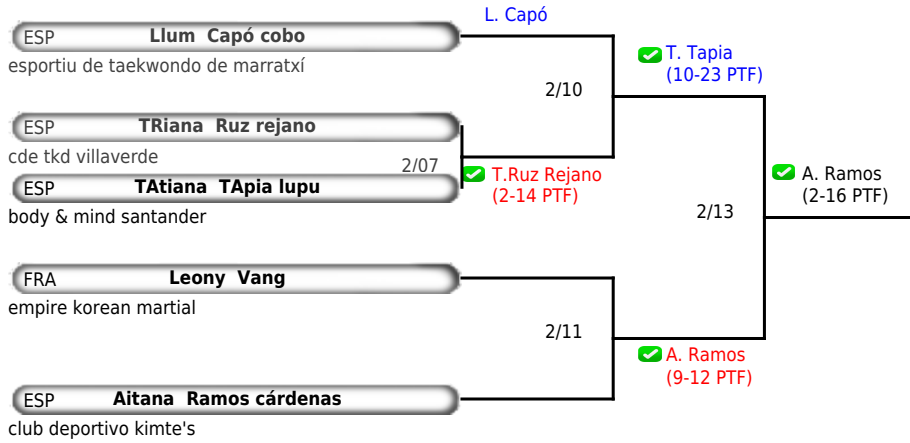 L. Capó
ESP Llum Capó cobo
esportiu de taekwondo de marratxí
T. Tapia
(10-23 PTF)
2/10
ESP TRiana Ruz rejano
cde tkd villaverde
2/07
T.Ruz Rejano
(2-14 PTF)
ESP TAtiana TApia lupu
body & mind santander
A. Ramos
(2-16 PTF)
2/13
FRA Leony Vang
empire korean martial
2/11
A. Ramos
(9-12 PTF)
ESP Aitana Ramos cárdenas
club deportivo kimte's